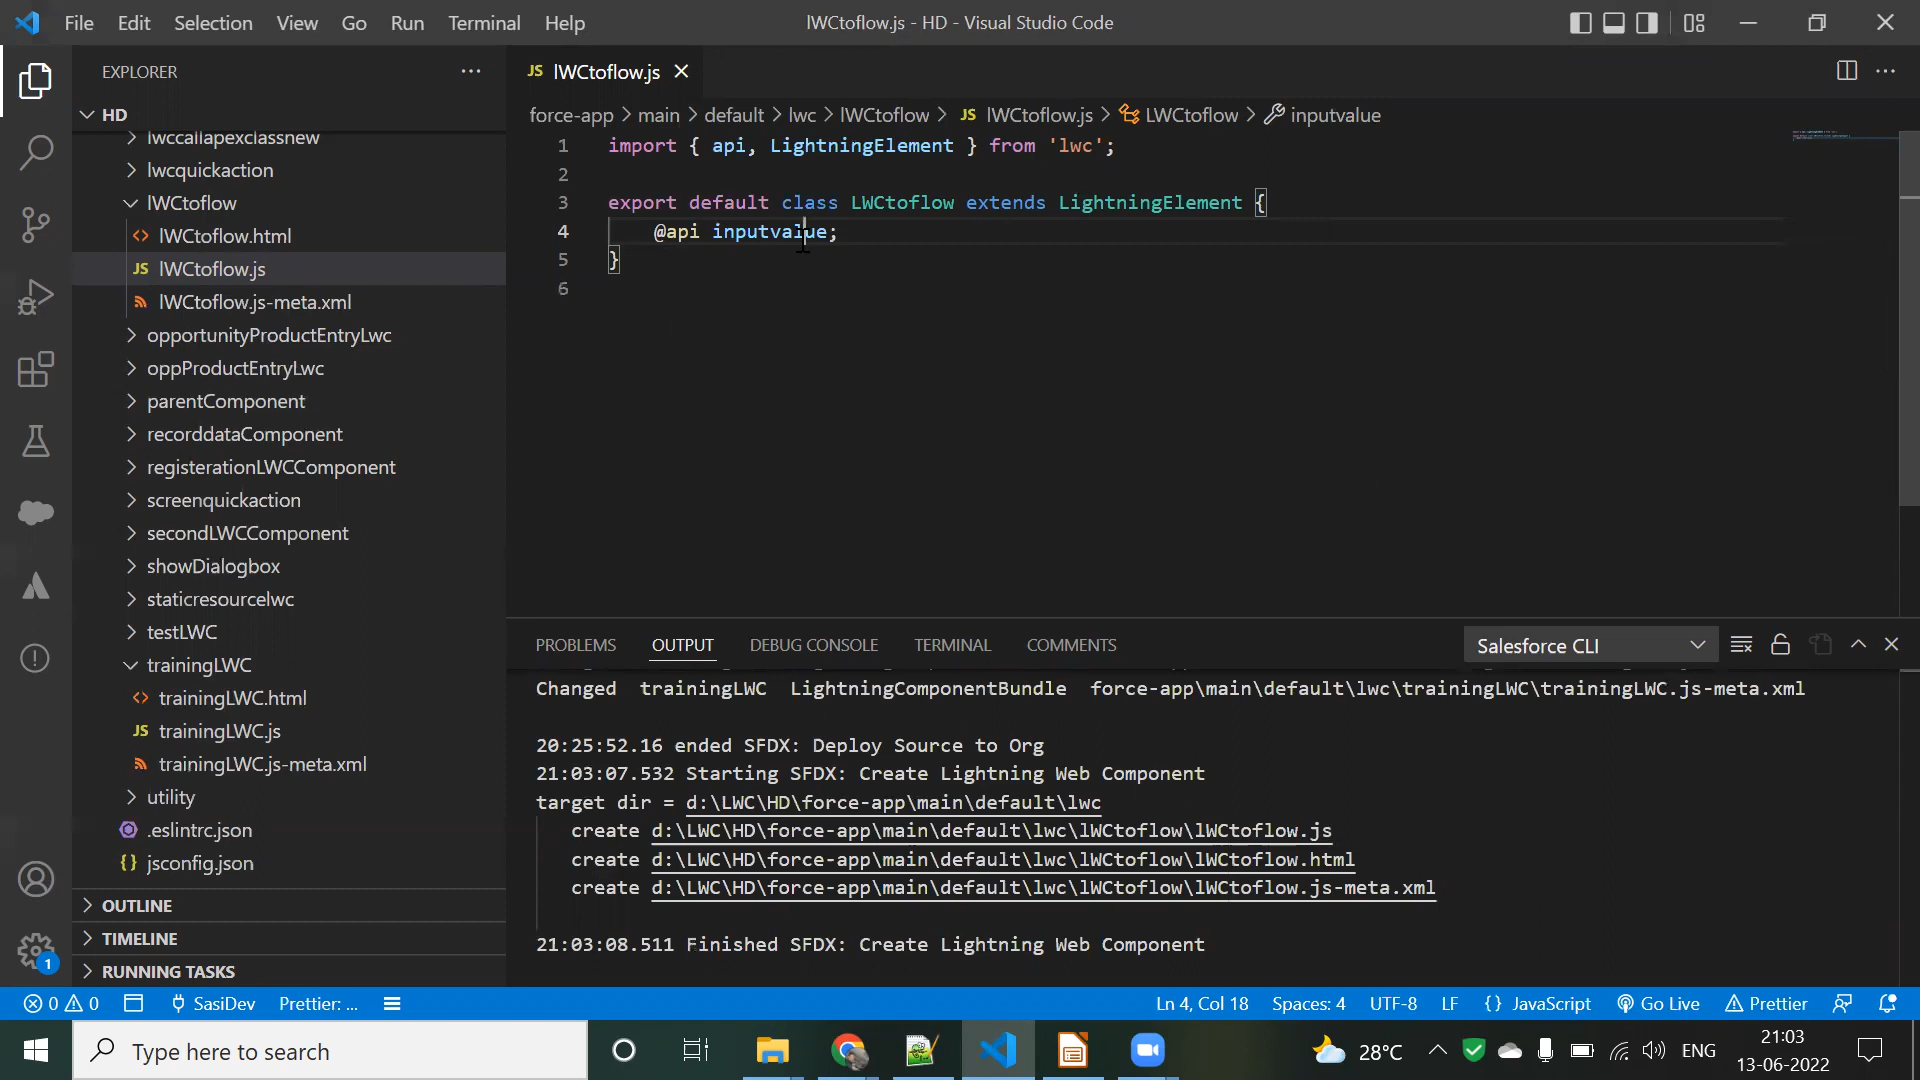 File Edit Selection View Go Run Terminal Help
lWCtoflow.js - HD - Visual Studio Code
EXPLORER
HD
lwccallapexclassnew
lwcquickaction
lWCtoflow
lWCtoflow.html
JS lWCtoflow.js
lWCtoflow.js-meta.xml
opportunityProductEntryLwc
oppProductEntryLwc
parentComponent
recorddataComponent
registerationLWCComponent
screenquickaction
secondLWCComponent
showDialogbox
staticresourcelwc
testLWC
trainingLWC
trainingLWC.html
JS trainingLWC.js
trainingLWC.js-meta.xml
utility
.eslintrc.json
{} jsconfig.json
OUTLINE
TIMELINE
RUNNING TASKS
JS lWCtoflow.js
force-app > main > default > lwc > lWCtoflow > JS lWCtoflow.js > LWCtoflow > inputvalue
1 import { api, LightningElement } from 'lwc';
2
3 export default class LWCtoflow extends LightningElement {
4 @api inputvalue;
5 }
6
PROBLEMS OUTPUT DEBUG CONSOLE TERMINAL COMMENTS
Salesforce CLI
Changed trainingLWC LightningComponentBundle force-app\main\default\lwc\trainingLWC\trainingLWC.js-meta.xml
20:25:52.16 ended SFDX: Deploy Source to Org
21:03:07.532 Starting SFDX: Create Lightning Web Component
target dir = d:\LWC\HD\force-app\main\default\lwc
create d:\LWC\HD\force-app\main\default\lwc\lWCtoflow\lWCtoflow.js
create d:\LWC\HD\force-app\main\default\lwc\lWCtoflow\lWCtoflow.html
create d:\LWC\HD\force-app\main\default\lwc\lWCtoflow\lWCtoflow.js-meta.xml
21:03:08.511 Finished SFDX: Create Lightning Web Component
1
0 0 SasiDev Prettier: ... Ln 4, Col 18 Spaces: 4 UTF-8 LF {} JavaScript Go Live Prettier
Type here to search
28°C
ENG
21:03
13-06-2022